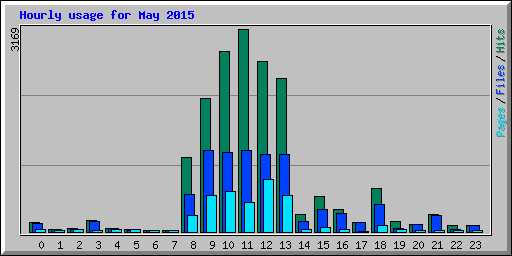 Hourly usage for May 2015
3169
Pages/Files/Hits
0 1 2 3 4 5 6 7 8 9 10 11 12 13 14 15 16 17 18 19 20 21 22 23